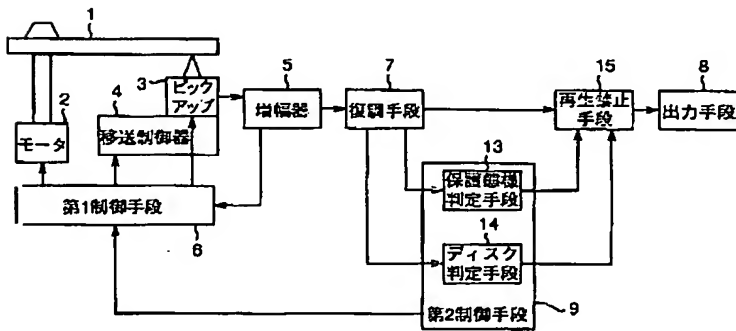 1
2
モータ
3
ピック
アップ
4
移送制御器
5
増幅器
7
復調手段
15
再生禁止
手段
8
出力手段
第1制御手段
6
13
保護態様
判定手段
14
ディスク
判定手段
第2制御手段
9